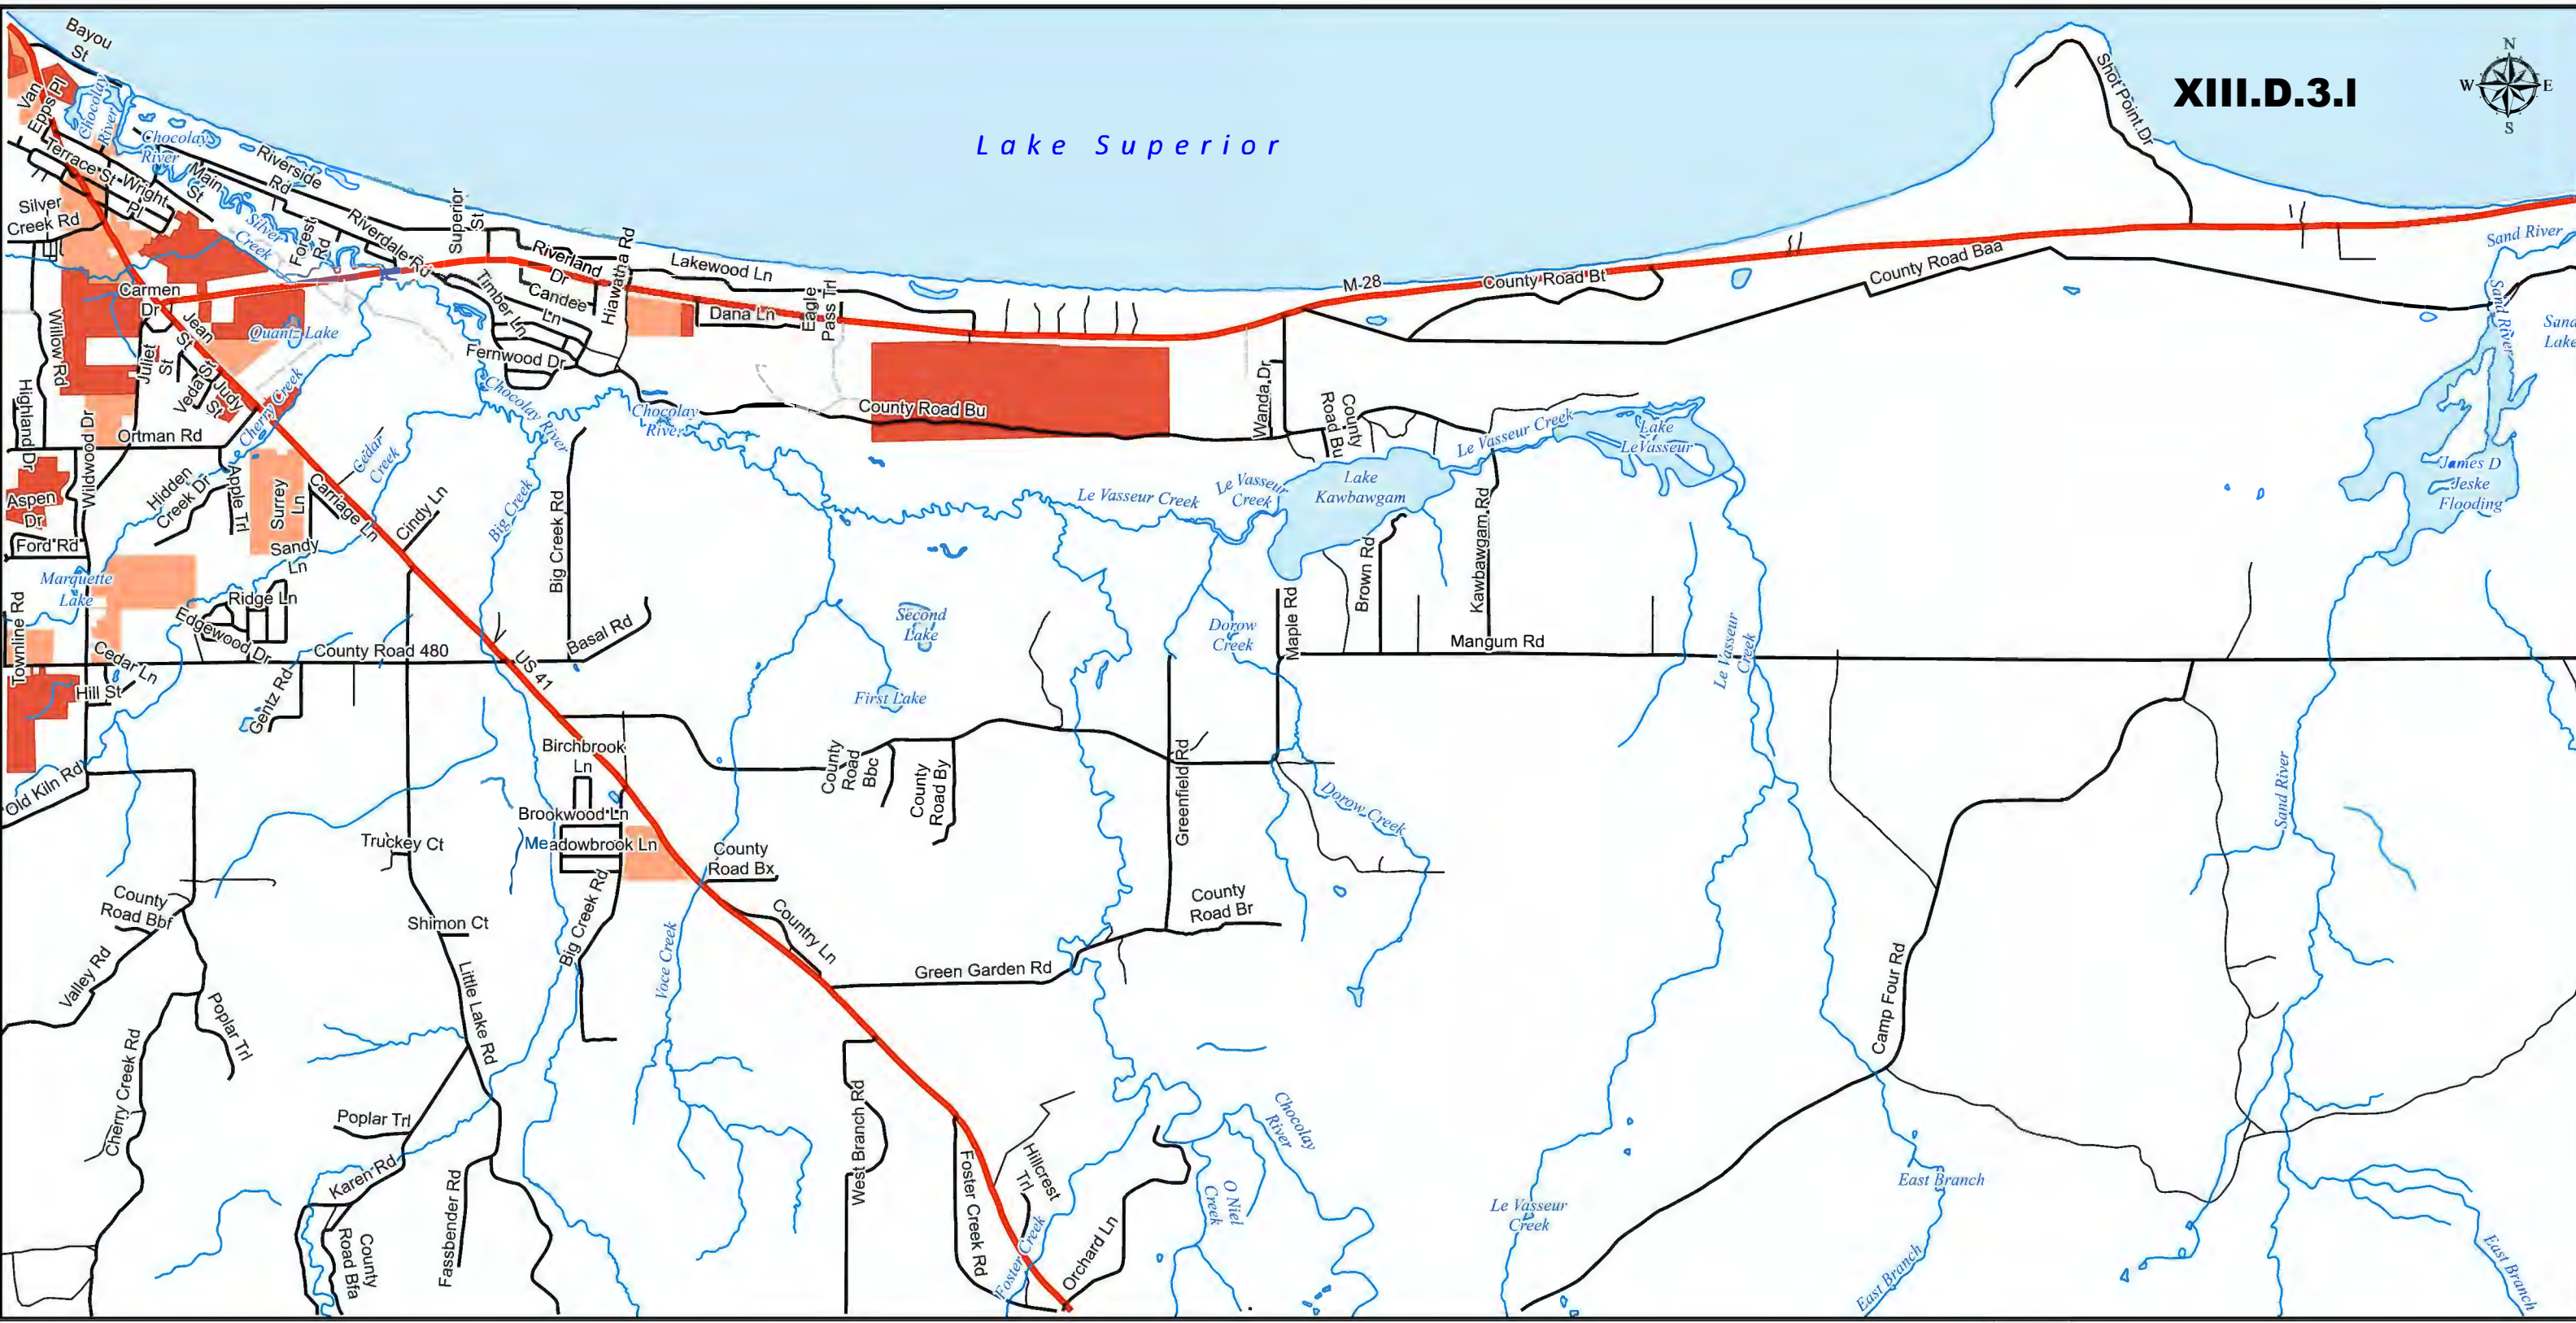 Bayou
St
Van
Epps Pl
Chocolay
River
Chocolay
River
Riverside
Rd
Main
St
Terrace St
Wright
Pl
Silver
Creek Rd
Silver
Creek
Forest
Rd
Riverdale Rd
Superior
St
Lake Superior
Shot Point Dr
XIII.D.3.I
N
W
E
S
Riverland
Dr
Hiawatha Rd
Lakewood Ln
Timber Ln
Candee
Ln
Dana Ln
Eagle
Pass Trl
M-28
County Road Bt
County Road Baa
Sand River
Sand River
Sand
Lake
Carmen
Dr
Jean
St
Quantz Lake
Willow Rd
Juliet
St
Veda St
Judy
St
Cherry Creek
Fernwood Dr
Chocolay River
Chocolay
River
County Road Bu
Wanda Dr
County
Road Bu
Le Vasseur Creek
Lake
LeVasseur
Highland Dr
Wildwood Dr
Ortman Rd
Cedar
Creek
Hidden
Creek Dr
Apple Trl
Surrey
Ln
Carriage Ln
Cindy Ln
Big Creek
Big Creek Rd
Le Vasseur Creek
Le Vasseur
Creek
Lake
Kawbawgam
James D
Jeske
Flooding
Aspen
Dr
Ford Rd
Sandy
Ln
Marquette
Lake
Townline Rd
Ridge Ln
Edgewood Dr
County Road 480
Basal Rd
Second
Lake
Dorow
Creek
Maple Rd
Brown Rd
Kawbawgam Rd
Mangum Rd
Le Vasseur
Creek
Cedar Ln
Hill St
Gentz Rd
US 41
First Lake
Old Kiln Rd
Birchbrook
Ln
County
Road
Bbc
County
Road By
Greenfield Rd
Dorow Creek
Sand River
Brookwood Ln
Meadowbrook Ln
Truckey Ct
County
Road Bx
County
Road Bbf
Shimon Ct
Big Creek Rd
Country Ln
County
Road Br
Valley Rd
Voce Creek
Green Garden Rd
Camp Four Rd
Poplar Trl
Little Lake Rd
Cherry Creek Rd
Poplar Trl
West Branch Rd
Chocolay
River
Karen Rd
Fassbender Rd
Foster Creek Rd
Hillcrest
Trl
O Niel
Creek
East Branch
Le Vasseur
Creek
County
Road Bfa
Foster Creek
Orchard Ln
East Branch
East Branch